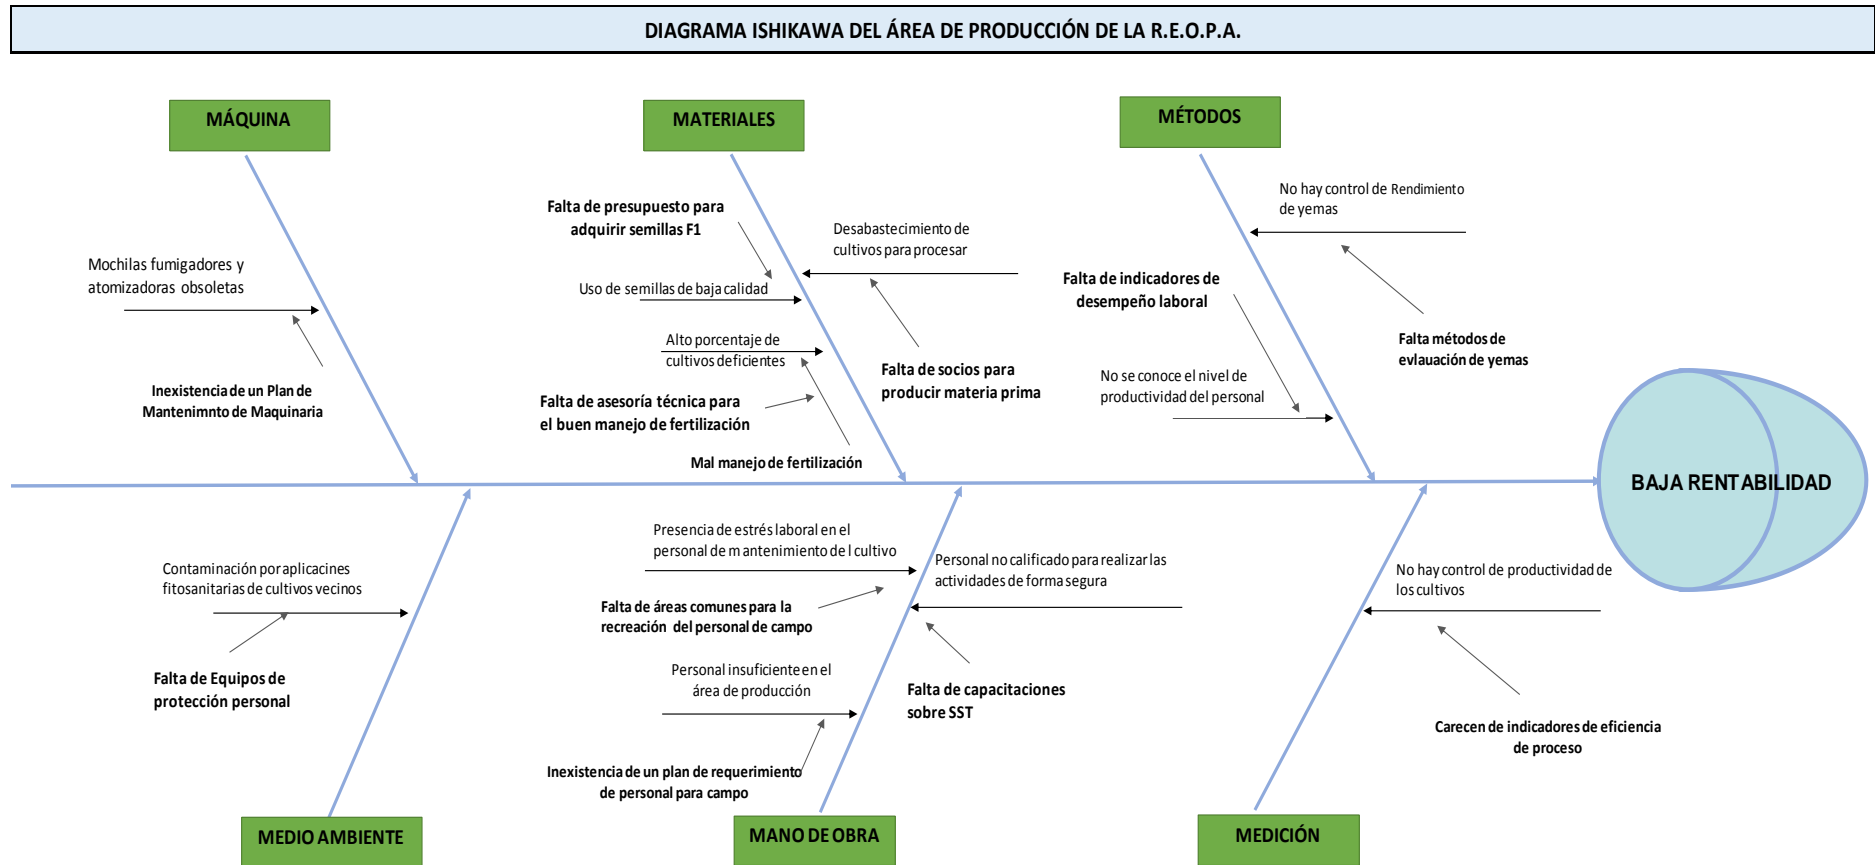 DIAGRAMA ISHIKAWA DEL ÁREA DE PRODUCCIÓN DE LA R.E.O.P.A.
MÁQUINA
MATERIALES
MÉTODOS
Mochilas fumigadores y
atomizadoras obsoletas
Inexistencia de un Plan de
Mantenimnto de Maquinaria
Falta de presupuesto para
adquirir semillas F1
Uso de semillas de baja calidad
Desabastecimiento de
cultivos para procesar
Alto porcentaje de
cultivos deficientes
Falta de socios para
producir materia prima
Falta de asesoría técnica para
el buen manejo de fertilización
Mal manejo de fertilización
No hay control de Rendimiento
de yemas
Falta de indicadores de
desempeño laboral
Falta métodos de
evlauación de yemas
No se conoce el nivel de
productividad del personal
BAJA RENTABILIDAD
Contaminación por aplicacines
fitosanitarias de cultivos vecinos
Falta de Equipos de
protección personal
Presencia de estrés laboral en el
personal de mantenimiento del cultivo
Personal no calificado para realizar las
actividades de forma segura
Falta de áreas comunes para la
recreación del personal de campo
Personal insuficiente en el
área de producción
Falta de capacitaciones
sobre SST
Inexistencia de un plan de requerimiento
de personal para campo
No hay control de productividad de
los cultivos
Carecen de indicadores de eficiencia
de proceso
MEDIO AMBIENTE
MANO DE OBRA
MEDICIÓN